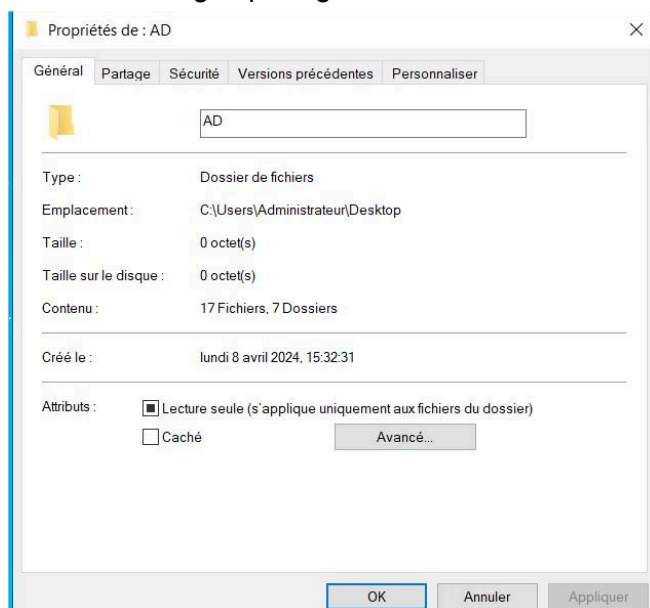 Propriétés de : AD
Général Partage Sécurité Versions précédentes Personnaliser
AD
Type : Dossier de fichiers
Emplacement : C:\Users\Administrateur\Desktop
Taille : 0 octet(s)
Taille sur le disque : 0 octet(s)
Contenu : 17 Fichiers, 7 Dossiers
Créé le : lundi 8 avril 2024, 15:32:31
Attributs : Lecture seule (s'applique uniquement aux fichiers du dossier)
Caché Avancé...
OK Annuler Appliquer